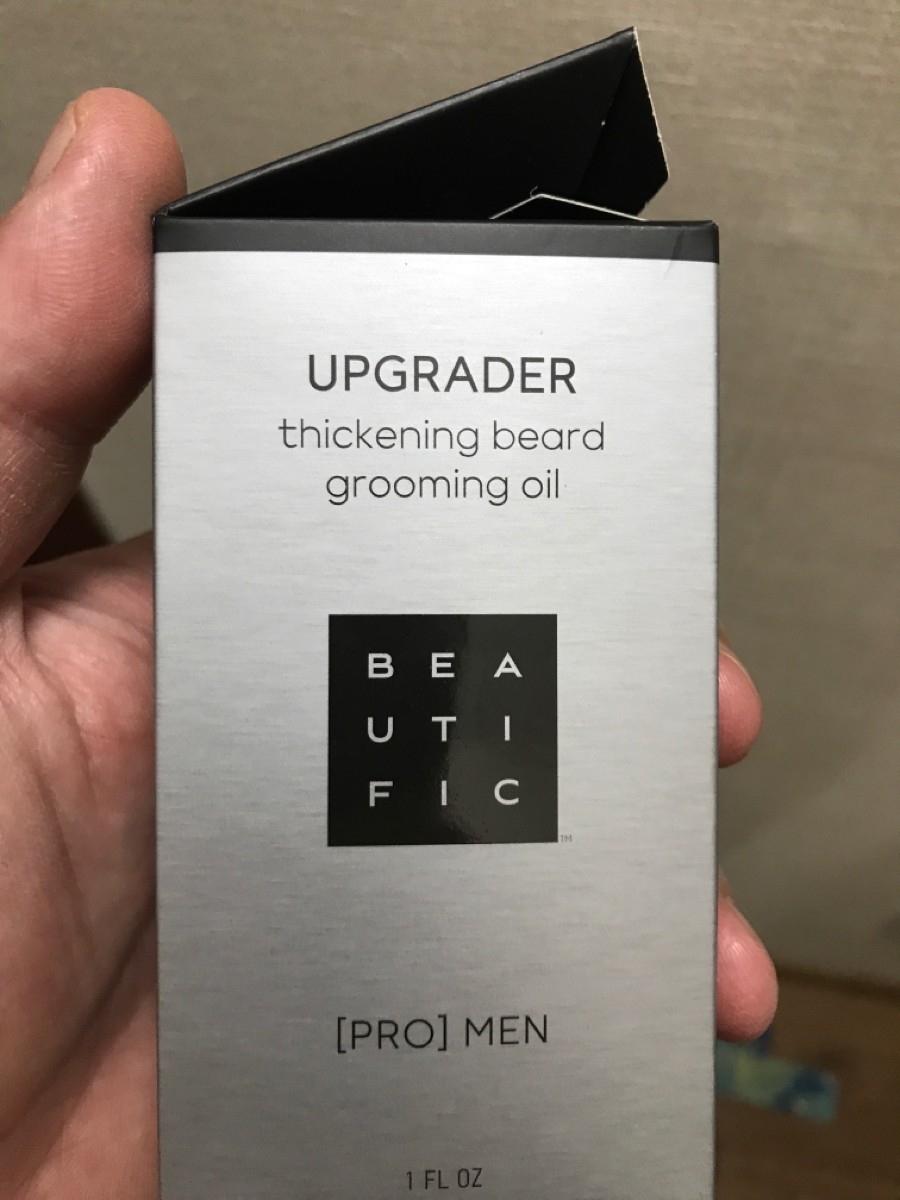 UPGRADER
thickening beard
grooming oil
B E A
U T I
F I C
TM
[PRO] MEN
1 FL OZ